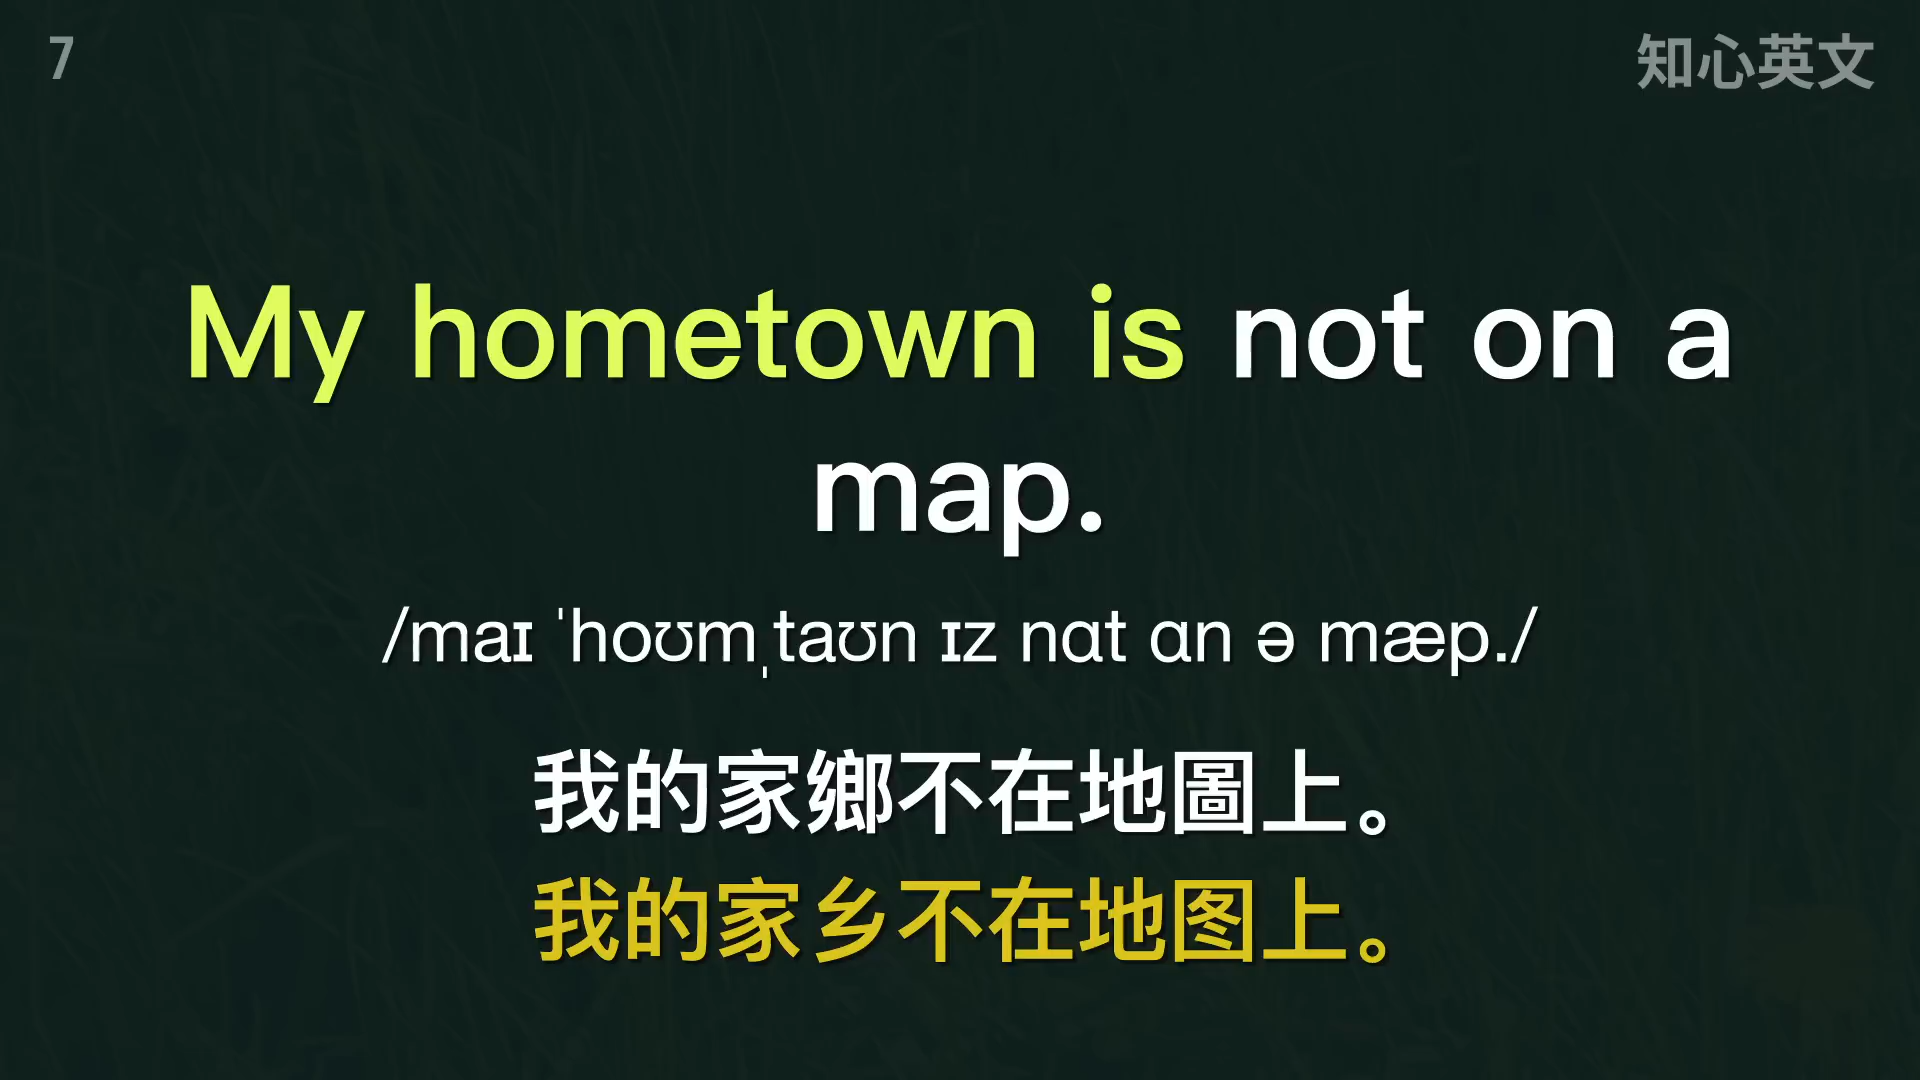 7
知心英文
My hometown is not on a
map.
/maɪ ˈhoʊmˌtaʊn ɪz nɑt ɑn ə mæp./
我的家鄉不在地圖上。
我的家乡不在地图上。